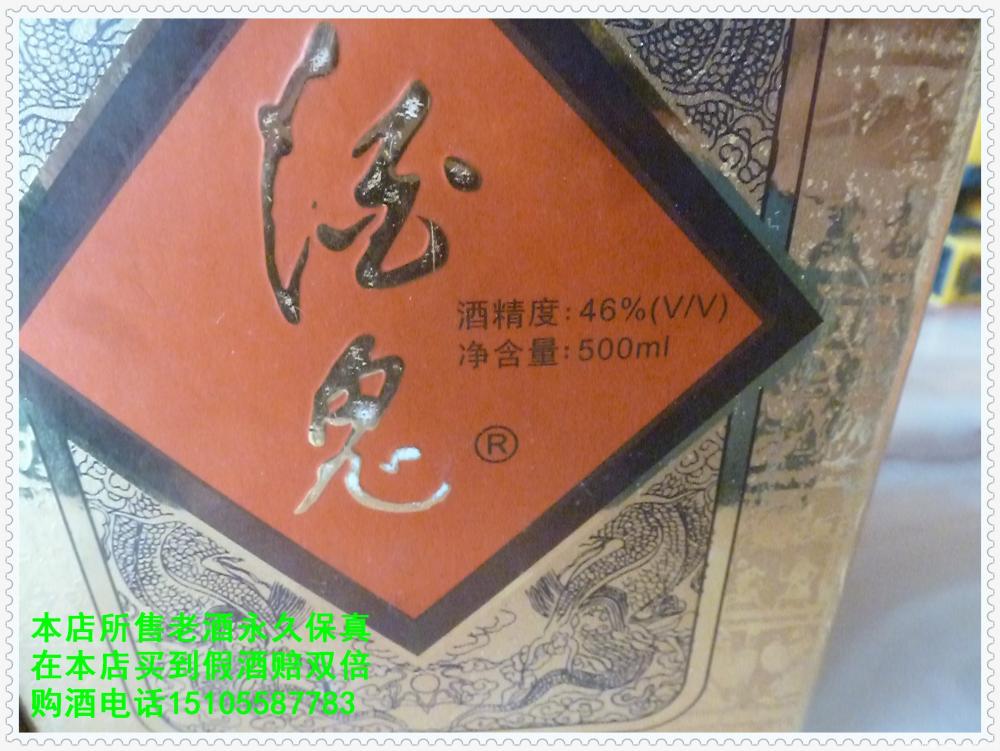 酒
鬼
酒精度:46%(V/V)
净含量:500ml
®
本店所售老酒永久保真
在本店买到假酒赔双倍
购酒电话15105587783